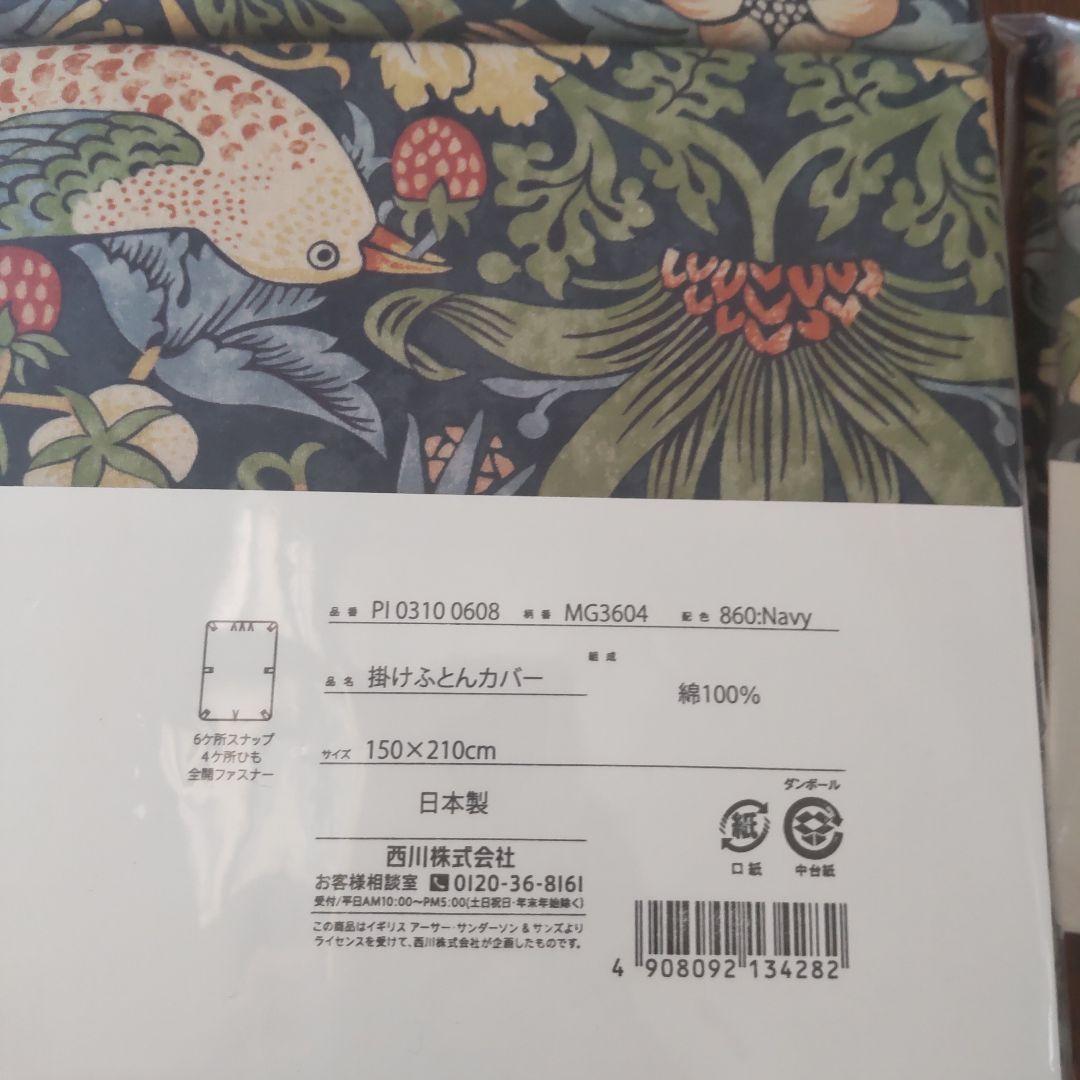 品番 PI 0310 0608 柄番 MG3604 配色 860:Navy
組成
品名 掛けふとんカバー
綿100%
サイズ 150×210cm
6ケ所スナップ
4ケ所ひも
全開ファスナー
日本製
西川株式会社
お客様相談室 0120-36-8161
受付/平日AM10:00〜PM5:00(土日祝日・年末年始除く)
この商品はイギリス アーサー・サンダーソン & サンズより
ライセンスを受けて、西川株式会社が企画したものです。
ダンボール
紙
口紙
中台紙
4 908092 134282